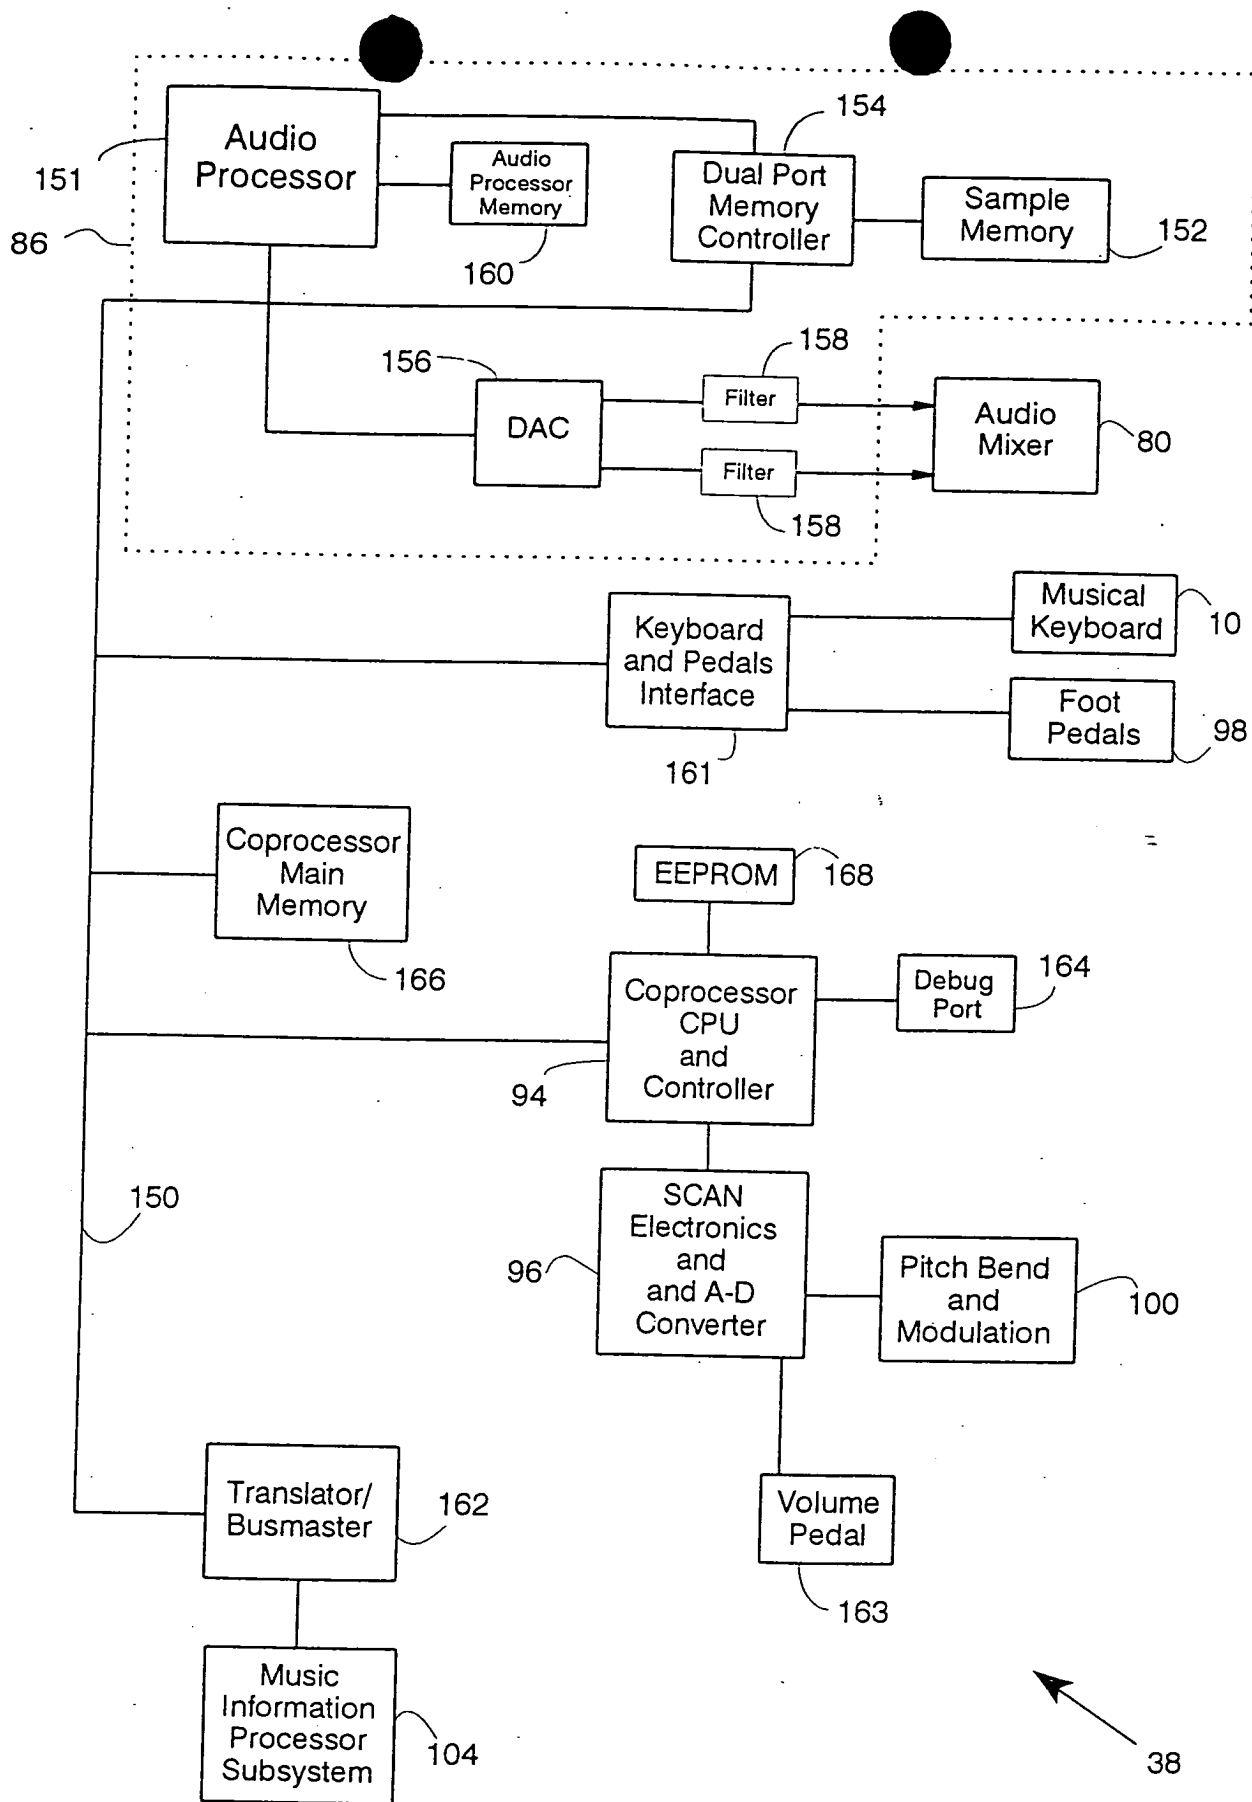 154
Audio
Processor
151
Audio
Processor
Memory
Dual Port
Memory
Controller
Sample
Memory
86
160
152
156
158
158
DAC
Filter
Filter
Audio
Mixer
80
Keyboard
and Pedals
Interface
161
Musical
Keyboard
10
Foot
Pedals
98
Coprocessor
Main
Memory
166
EEPROM
168
Coprocessor
CPU
and
Controller
94
Debug
Port
164
150
SCAN
Electronics
and
and A-D
Converter
96
Pitch Bend
and
Modulation
100
Translator/
Busmaster
162
Volume
Pedal
163
Music
Information
Processor
Subsystem
104
38